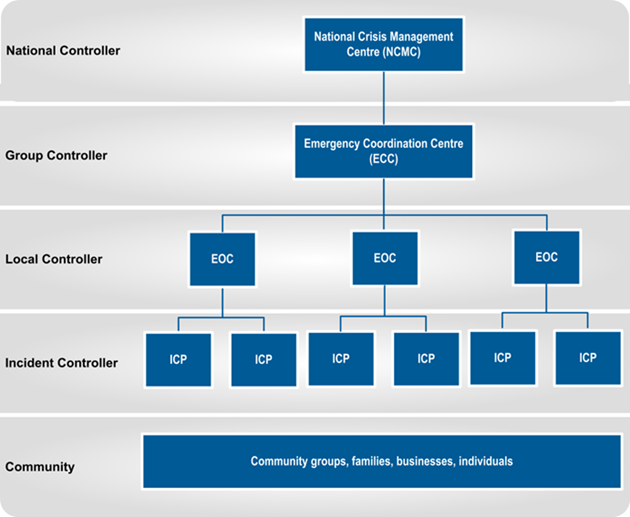 National Controller
National Crisis Management
Centre (NCMC)
Group Controller
Emergency Coordination Centre
(ECC)
Local Controller
EOC
EOC
EOC
Incident Controller
ICP
ICP
ICP
ICP
ICP
ICP
Community
Community groups, families, businesses, individuals